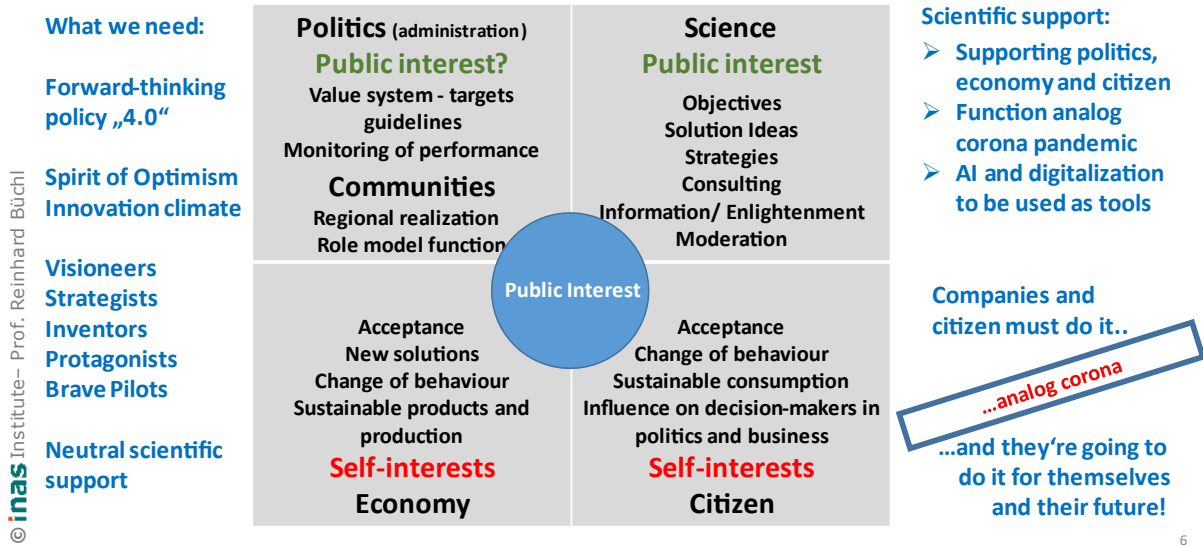 What we need:
Forward-thinking
policy „4.0“
Spirit of Optimism
Innovation climate
Visioneers
Strategists
Inventors
Protagonists
Brave Pilots
Neutral scientific
support
© inas Institute– Prof. Reinhard Büchl
Politics (administration)
Public interest?
Value system - targets
guidelines
Monitoring of performance
Communities
Regional realization
Role model function
Science
Public interest
Objectives
Solution Ideas
Strategies
Consulting
Information/ Enlightenment
Moderation
Public Interest
Acceptance
New solutions
Change of behaviour
Sustainable products and
production
Self-interests
Economy
Acceptance
Change of behaviour
Sustainable consumption
Influence on decision-makers in
politics and business
Self-interests
Citizen
Scientific support:
➢ Supporting politics,
economy and citizen
➢ Function analog
corona pandemic
➢ AI and digitalization
to be used as tools
Companies and
citizen must do it..
...analog corona
...and they‘re going to
do it for themselves
and their future!
6